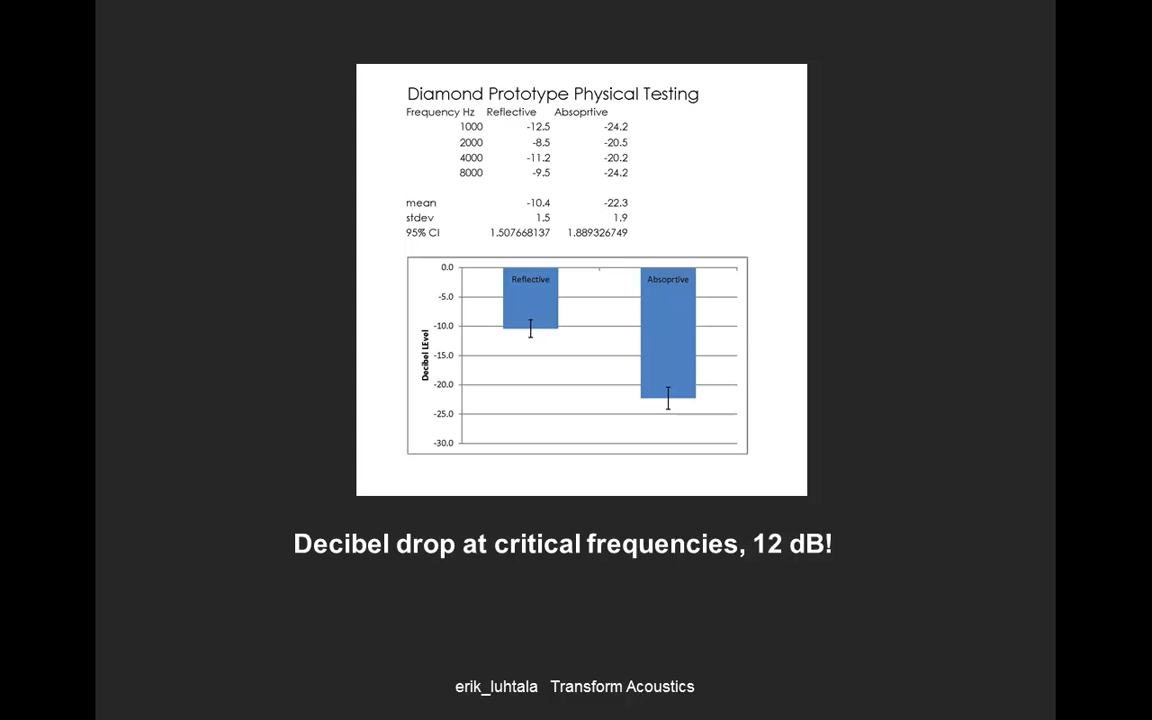 Diamond Prototype Physical Testing
Frequency Hz Reflective Absoprtive
1000 -12.5 -24.2
2000 -8.5 -20.5
4000 -11.2 -20.2
8000 -9.5 -24.2
mean -10.4 -22.3
stdev 1.5 1.9
95% CI 1.507668137 1.889326749
0.0
Reflective Absoprtive
-5.0
-10.0
-15.0
-20.0
-25.0
-30.0
Decibel LEvel
Decibel drop at critical frequencies, 12 dB!
erik_luhtala Transform Acoustics